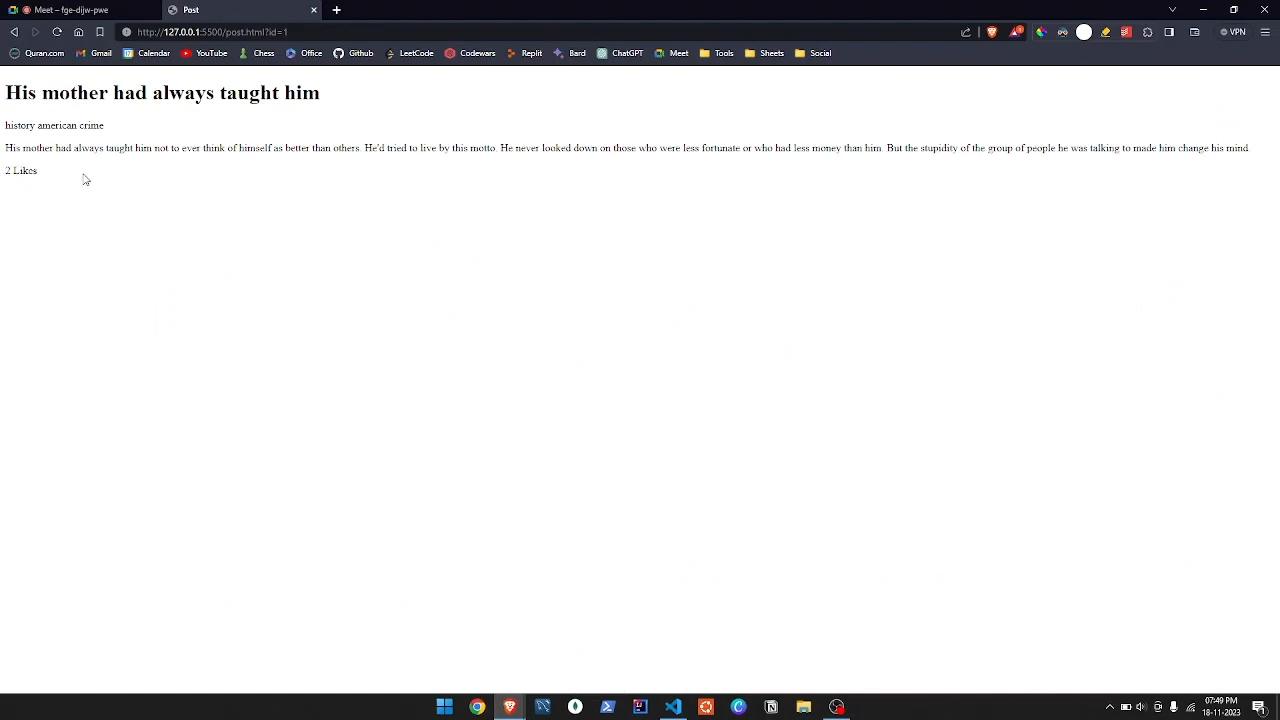 Meet – fge-dijw-pwe
Post
http://127.0.0.1:5500/post.html?id=1
VPN
Quran.com
Gmail
Calendar
YouTube
Chess
Office
Github
LeetCode
Codewars
Replit
Bard
ChatGPT
Meet
Tools
Sheets
Social
His mother had always taught him
history american crime
His mother had always taught him not to ever think of himself as better than others. He'd tried to live by this motto. He never looked down on those who were less fortunate or who had less money than him. But the stupidity of the group of people he was talking to made him change his mind.
2 Likes
07:49 PM
18-11-2023